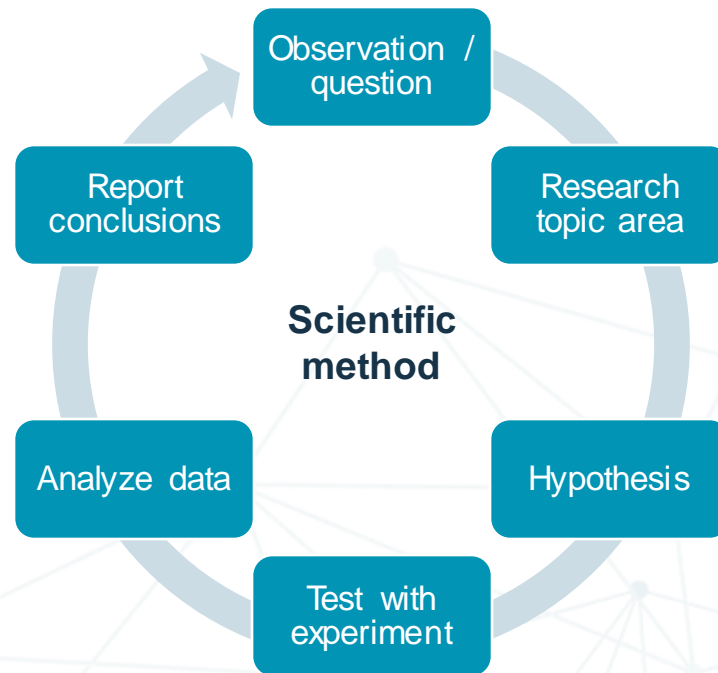 Observation /
question
Research
topic area
Hypothesis
Test with
experiment
Analyze data
Report
conclusions
Scientific
method